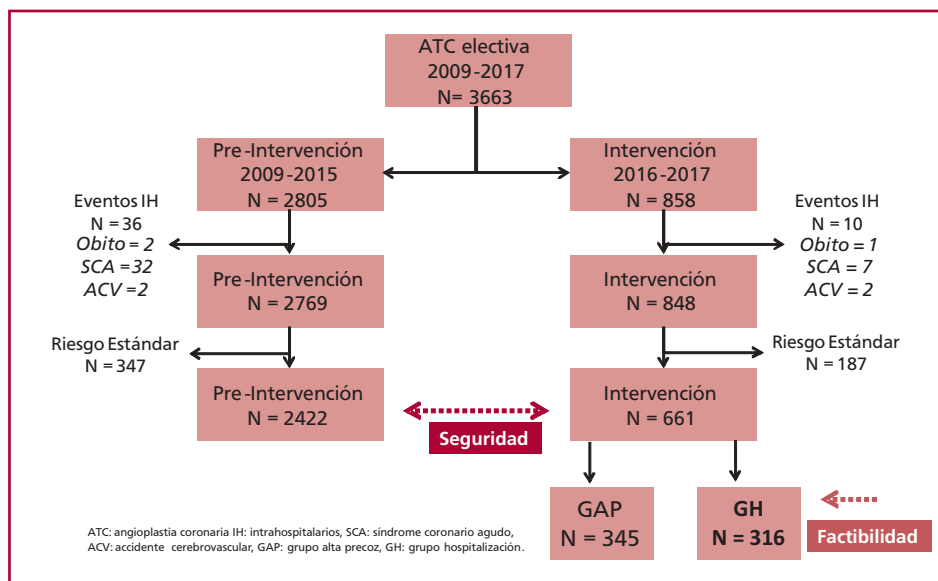 ATC electiva
2009-2017
N= 3663
Pre-Intervención
2009-2015
N = 2805
Intervención
2016-2017
N = 858
Eventos IH
N = 36
Obito = 2
SCA =32
ACV =2
Eventos IH
N = 10
Obito = 1
SCA = 7
ACV = 2
Pre-Intervención
N = 2769
Intervención
N = 848
Riesgo Estándar
N = 347
Riesgo Estándar
N = 187
Pre-Intervención
N = 2422
Intervención
N = 661
Seguridad
GAP
N = 345
GH
N = 316
Factibilidad
ATC: angioplastia coronaria IH: intrahospitalarios, SCA: síndrome coronario agudo,
ACV: accidente cerebrovascular, GAP: grupo alta precoz, GH: grupo hospitalización.